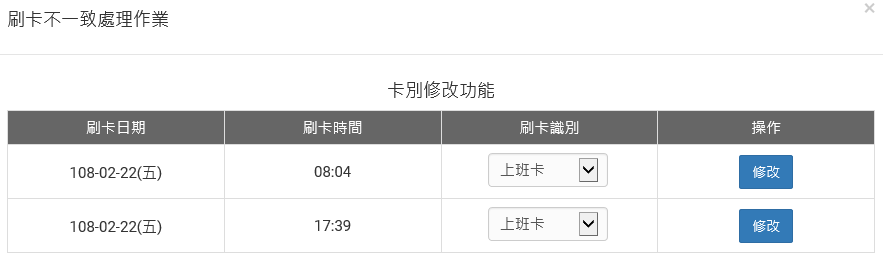 刷卡不一致處理作業
×
卡別修改功能
刷卡日期 刷卡時間 刷卡識別 操作
108-02-22(五) 08:04 上班卡 修改
108-02-22(五) 17:39 上班卡 修改